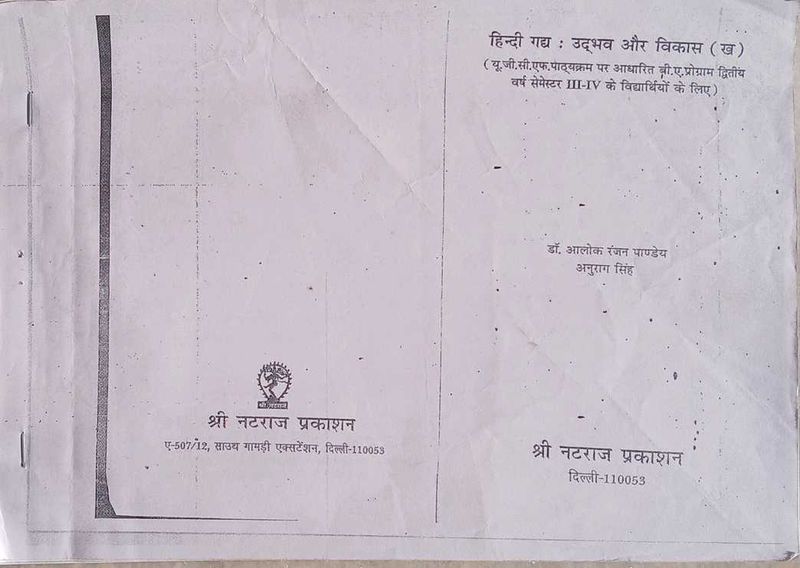 श्री नटराज प्रकाशन
ए-507/12, साउथ गामड़ी एक्सटेंशन, दिल्ली-110053
हिन्दी गद्य : उद्भव और विकास (ख)
(यू.जी.सी.एफ.पाठ्यक्रम पर आधारित बी.ए.प्रोग्राम द्वितीय
वर्ष सेमेस्टर III-IV के विद्यार्थियों के लिए)
डॉ. आलोक रंजन पाण्डेय
अनुराग सिंह
श्री नटराज प्रकाशन
दिल्ली-110053